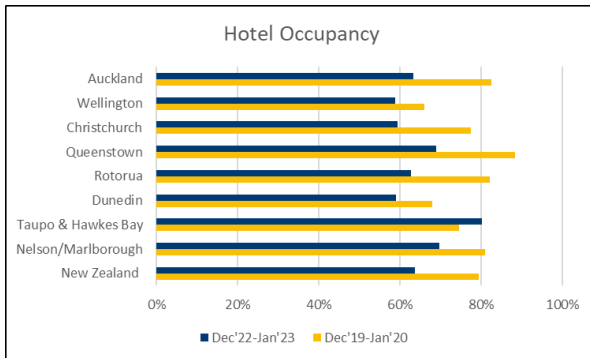 Hotel Occupancy
Auckland
Wellington
Christchurch
Queenstown
Rotorua
Dunedin
Taupo & Hawkes Bay
Nelson/Marlborough
New Zealand
0% 20% 40% 60% 80% 100%
Dec'22-Jan'23 Dec'19-Jan'20